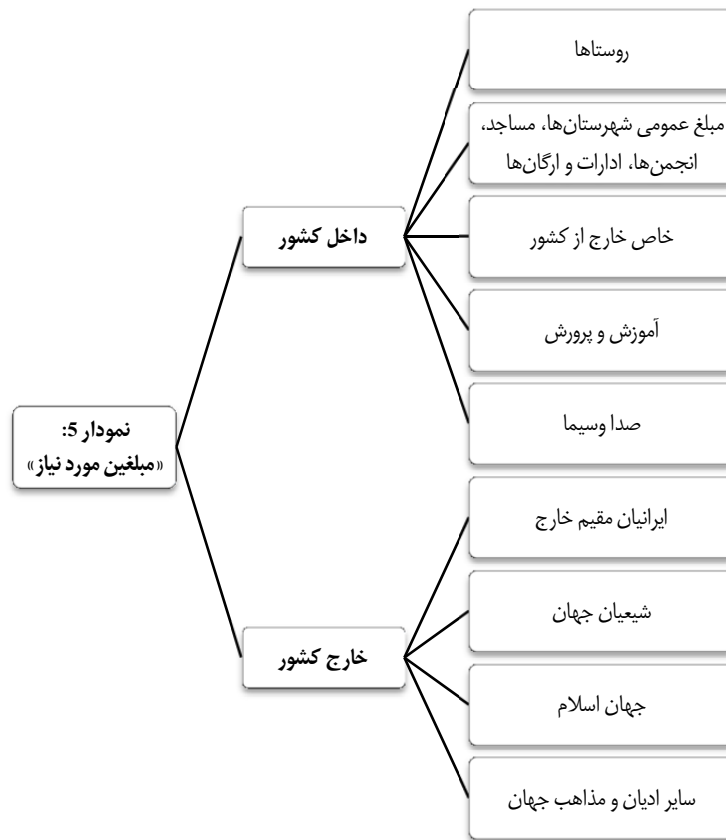 نمودار 5:
«مبلغین مورد نیاز»
داخل کشور
روستاها
مبلغ عمومی شهرستان‌ها، مساجد،
انجمن‌ها، ادارات و ارگان‌ها
خاص خارج از کشور
آموزش و پرورش
صدا وسیما
خارج کشور
ایرانیان مقیم خارج
شیعیان جهان
جهان اسلام
سایر ادیان و مذاهب جهان